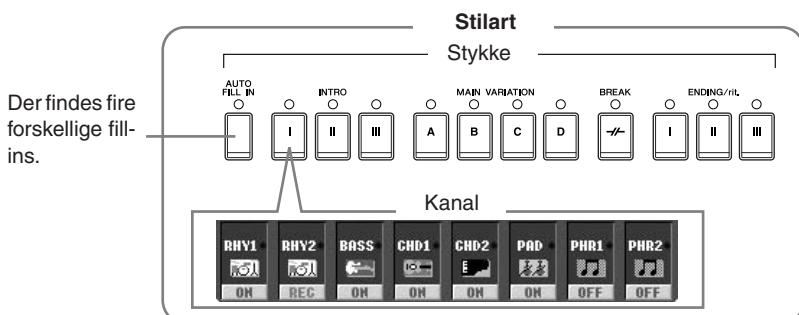 Stilart
Stykke
Der findes fire
forskellige fill-
ins.
AUTO
FILL IN
INTRO
MAIN VARIATION
BREAK
ENDING/rit.
I II III A B C D I II III
Kanal
RHY1 RHY2 BASS CHD1 CHD2 PAD PHR1 PHR2
ON REC ON ON ON ON OFF OFF